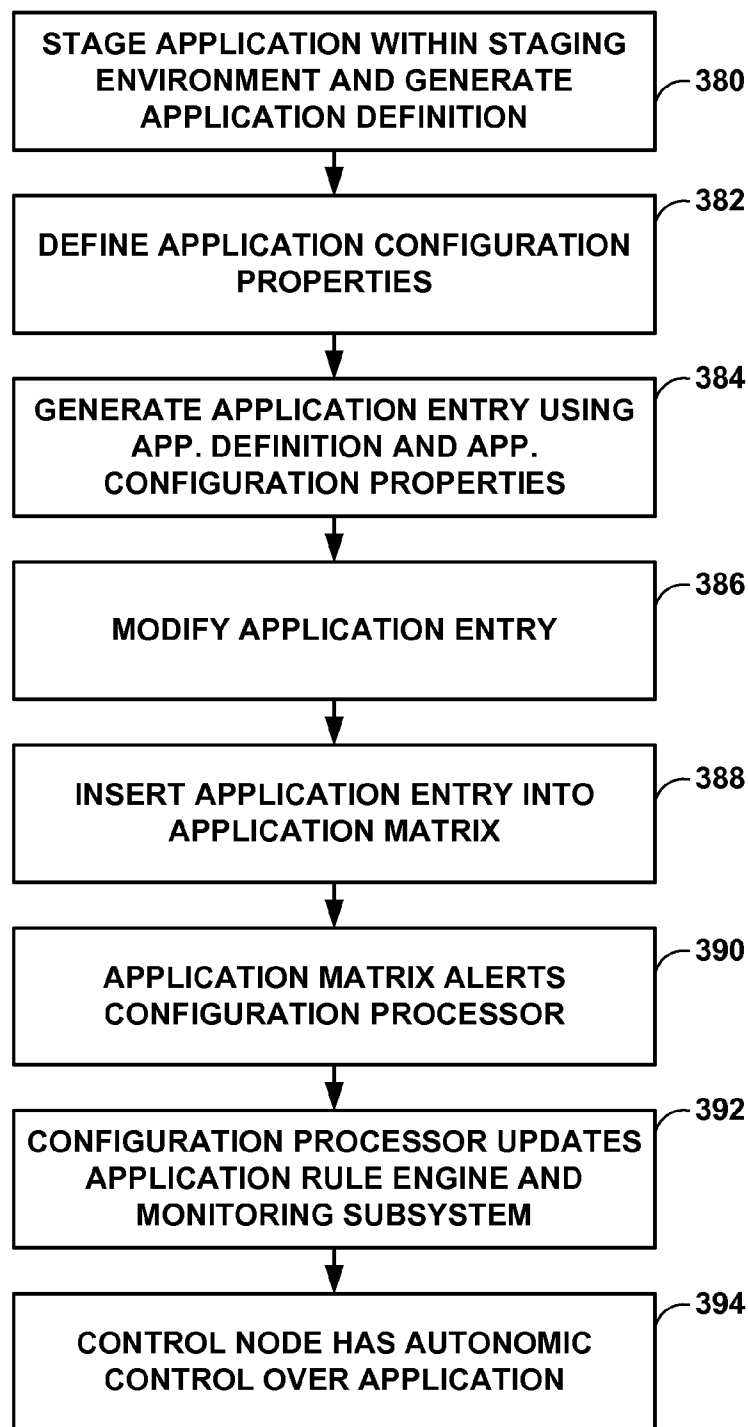 STAGE APPLICATION WITHIN STAGING
ENVIRONMENT AND GENERATE
APPLICATION DEFINITION
380
DEFINE APPLICATION CONFIGURATION
PROPERTIES
382
GENERATE APPLICATION ENTRY USING
APP. DEFINITION AND APP.
CONFIGURATION PROPERTIES
384
MODIFY APPLICATION ENTRY
386
INSERT APPLICATION ENTRY INTO
APPLICATION MATRIX
388
APPLICATION MATRIX ALERTS
CONFIGURATION PROCESSOR
390
CONFIGURATION PROCESSOR UPDATES
APPLICATION RULE ENGINE AND
MONITORING SUBSYSTEM
392
CONTROL NODE HAS AUTONOMIC
CONTROL OVER APPLICATION
394